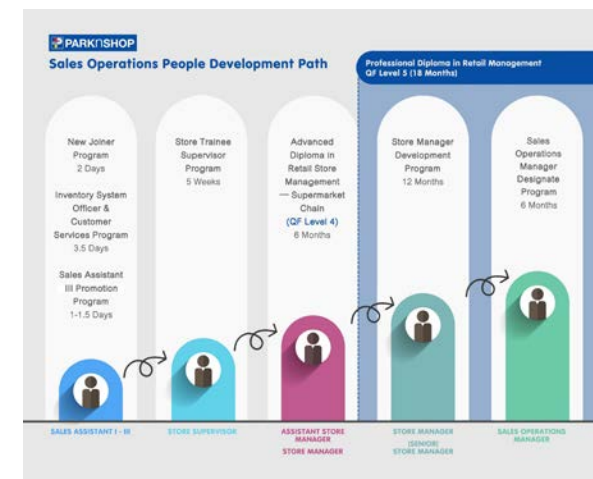 PARKNSHOP
Sales Operations People Development Path
Professional Diploma in Retail Management
QF Level 5 (18 Months)
New Joiner
Program
2 Days
Inventory System
Officer &
Customer
Services Program
3.5 Days
Sales Assistant
III Promotion
Program
1-1.5 Days
Store Trainee
Supervisor
Program
5 Weeks
Advanced
Diploma in
Retail Store
Management
— Supermarket
Chain
(QF Level 4)
6 Months
Store Manager
Development
Program
12 Months
Sales
Operations
Manager
Designate
Program
6 Months
SALES ASSISTANT I - III
STORE SUPERVISOR
ASSISTANT STORE
MANAGER
STORE MANAGER
STORE MANAGER
(SENIOR)
STORE MANAGER
SALES OPERATIONS
MANAGER